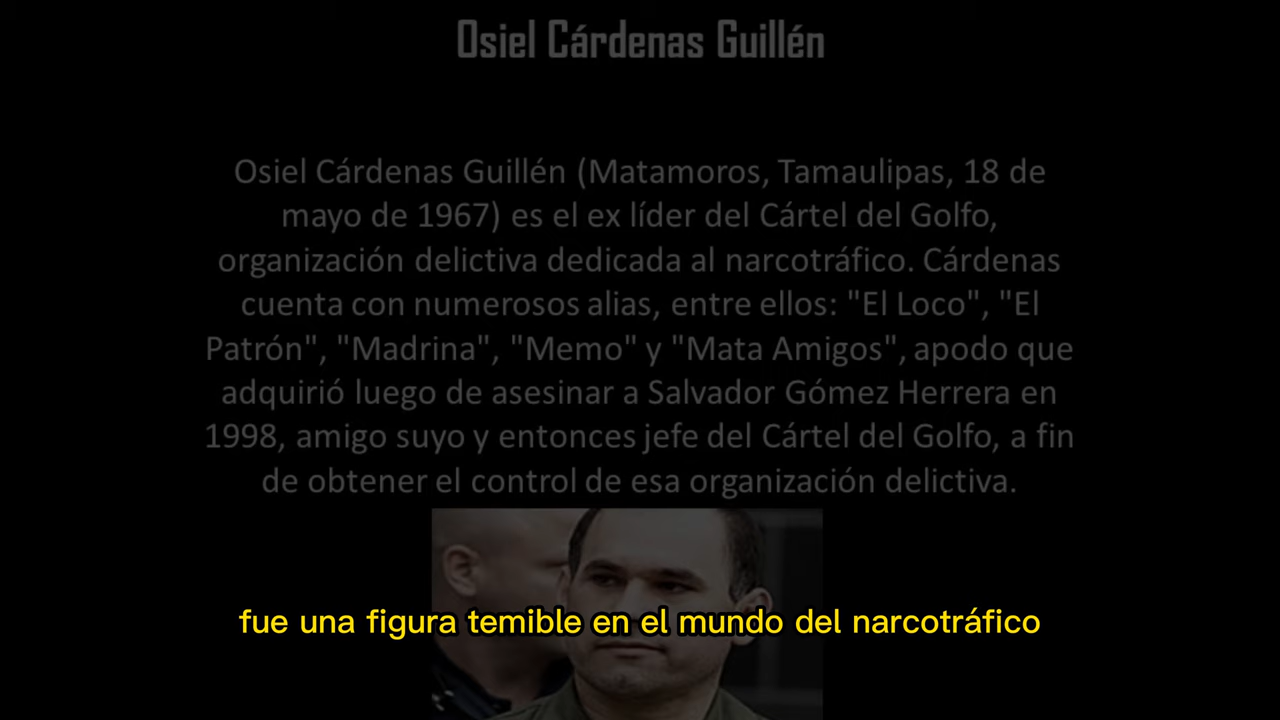 Osiel Cárdenas Guillén
Osiel Cárdenas Guillén (Matamoros, Tamaulipas, 18 de
mayo de 1967) es el ex líder del Cártel del Golfo,
organización delictiva dedicada al narcotráfico. Cárdenas
cuenta con numerosos alias, entre ellos: "El Loco", "El
Patrón", "Madrina", "Memo" y "Mata Amigos", apodo que
adquirió luego de asesinar a Salvador Gómez Herrera en
1998, amigo suyo y entonces jefe del Cártel del Golfo, a fin
de obtener el control de esa organización delictiva.
fue una figura temible en el mundo del narcotráfico